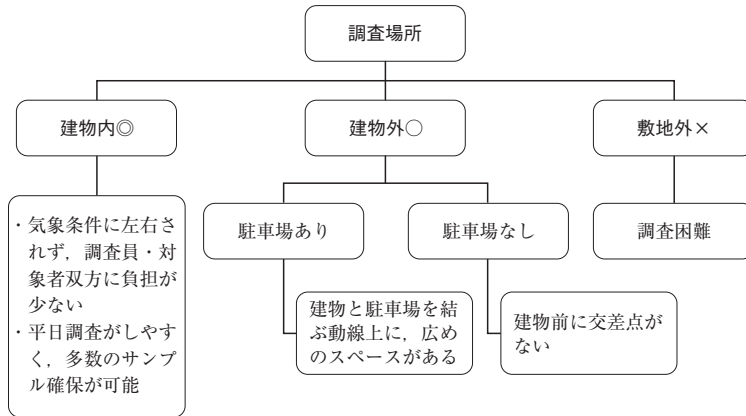 調査場所
建物内◎
建物外○
敷地外×
・気象条件に左右さ
れず，調査員・対
象者双方に負担が
少ない
・平日調査がしやす
く，多数のサンプ
ル確保が可能
駐車場あり
駐車場なし
調査困難
建物と駐車場を結
ぶ動線上に，広め
のスペースがある
建物前に交差点が
ない